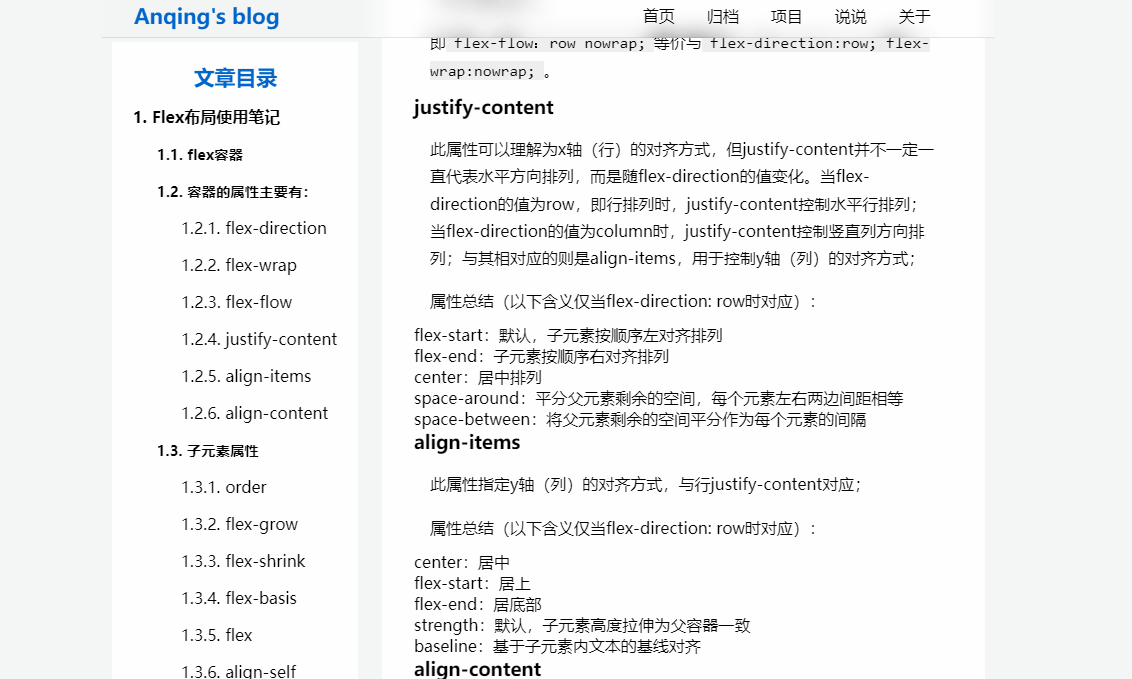 Anqing's blog
首页 归档 项目 说说 关于
文章目录
1. Flex布局使用笔记
1.1. flex容器
1.2. 容器的属性主要有：
1.2.1. flex-direction
1.2.2. flex-wrap
1.2.3. flex-flow
1.2.4. justify-content
1.2.5. align-items
1.2.6. align-content
1.3. 子元素属性
1.3.1. order
1.3.2. flex-grow
1.3.3. flex-shrink
1.3.4. flex-basis
1.3.5. flex
1.3.6. align-self
即 flex-flow: row nowrap; 等价与 flex-direction:row; flex-
wrap:nowrap; 。
justify-content
此属性可以理解为x轴（行）的对齐方式，但justify-content并不一定一
直代表水平方向排列，而是随flex-direction的值变化。当flex-
direction的值为row，即行排列时，justify-content控制水平行排列；
当flex-direction的值为column时，justify-content控制竖直列方向排
列；与其相对应的则是align-items，用于控制y轴（列）的对齐方式；
属性总结（以下含义仅当flex-direction: row时对应）：
flex-start：默认，子元素按顺序左对齐排列
flex-end：子元素按顺序右对齐排列
center：居中排列
space-around：平分父元素剩余的空间，每个元素左右两边间距相等
space-between：将父元素剩余的空间平分作为每个元素的间隔
align-items
此属性指定y轴（列）的对齐方式，与行justify-content对应；
属性总结（以下含义仅当flex-direction: row时对应）：
center：居中
flex-start：居上
flex-end：居底部
strength：默认，子元素高度拉伸为父容器一致
baseline：基于子元素内文本的基线对齐
align-content